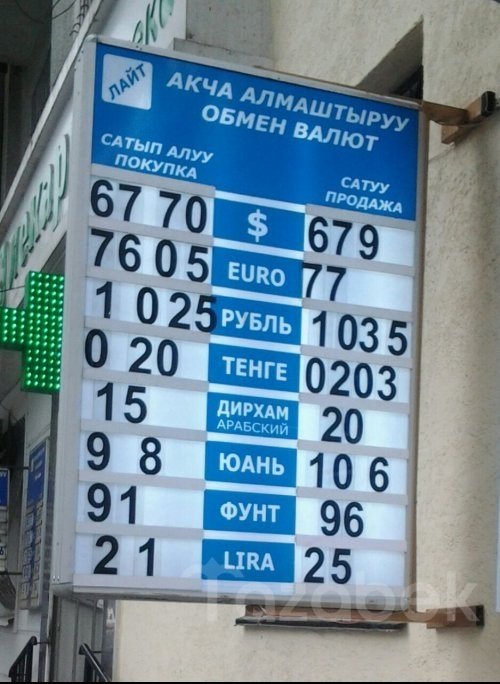 ЛАЙТ
АКЧА АЛМАШТЫРУУ
ОБМЕН ВАЛЮТ
САТЫП АЛУУ
ПОКУПКА
САТУУ
ПРОДАЖА
67 70 $ 679
76 05 EURO 77
1 025 РУБЛЬ 1035
0 20 ТЕНГЕ 0203
15 ДИРХАМ 20
АРАБСКИЙ
9 8 ЮАНЬ 10 6
91 ФУНТ 96
2 1 LIRA 25
Tazabek